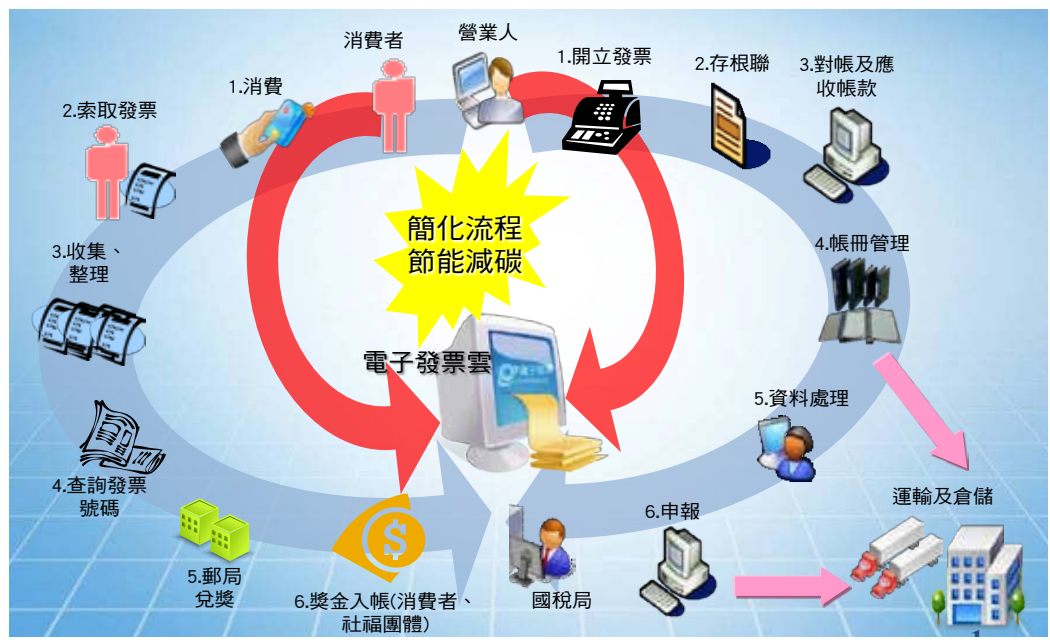 消費者
營業人
1.消費
1.開立發票
2.存根聯
3.對帳及應
收帳款
2.索取發票
簡化流程
節能減碳
3.收集、
整理
4.帳冊管理
電子發票雲
5.資料處理
4.查詢發票
號碼
運輸及倉儲
6.申報
5.郵局
兌獎
6.獎金入帳(消費者、
社福團體)
國稅局
1